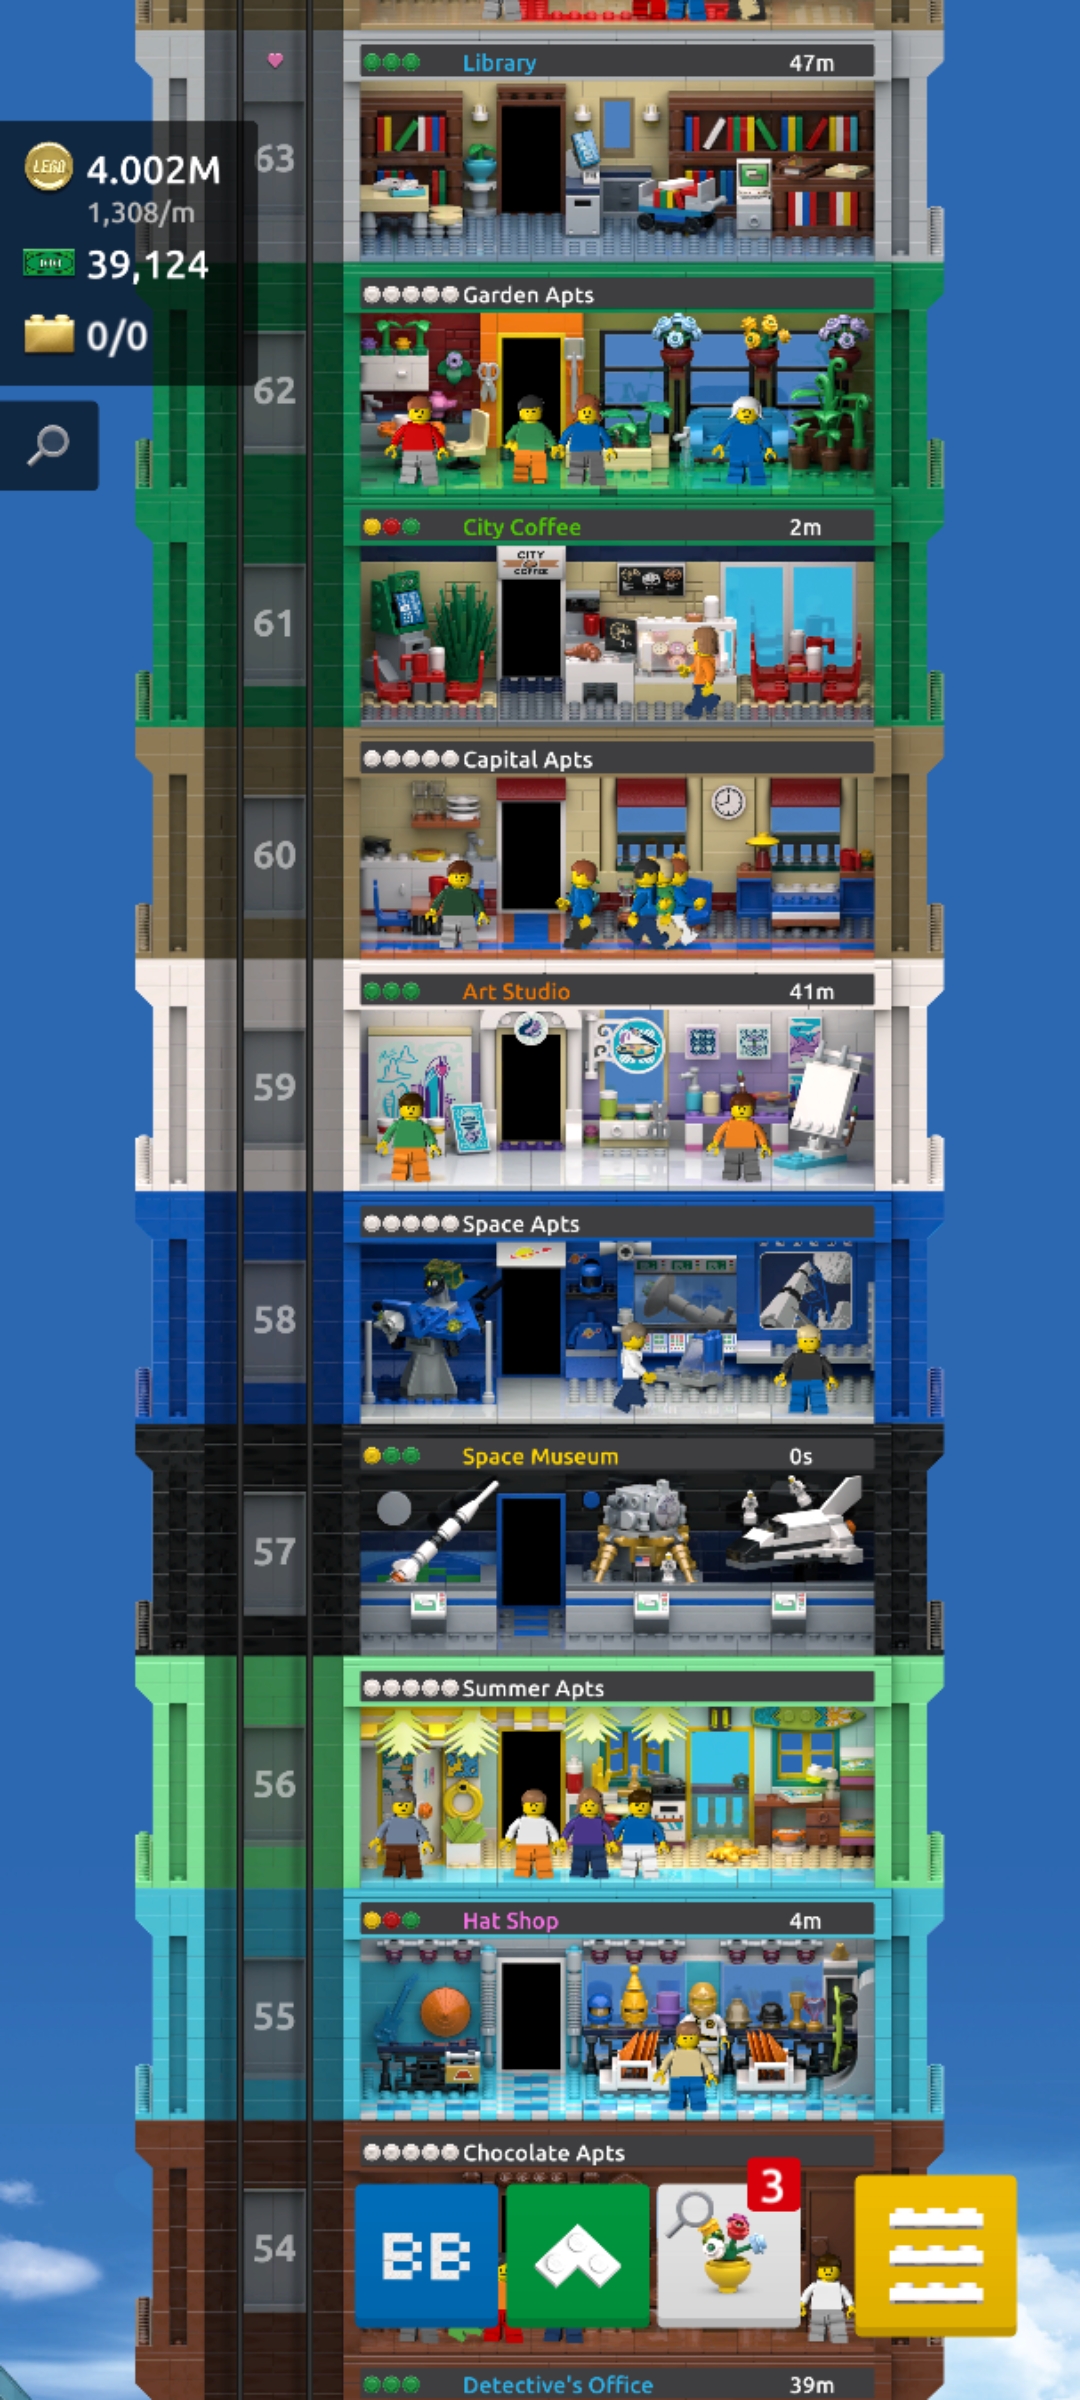 Library 47m
63
LEGO 4.002M
1,308/m
39,124
0/0
Garden Apts
62
City Coffee 2m
CITY
COFFEE
61
Capital Apts
60
Art Studio 41m
59
Space Apts
58
Space Museum 0s
57
Summer Apts
56
Hat Shop 4m
55
Chocolate Apts
3
BB
54
Detective's Office 39m